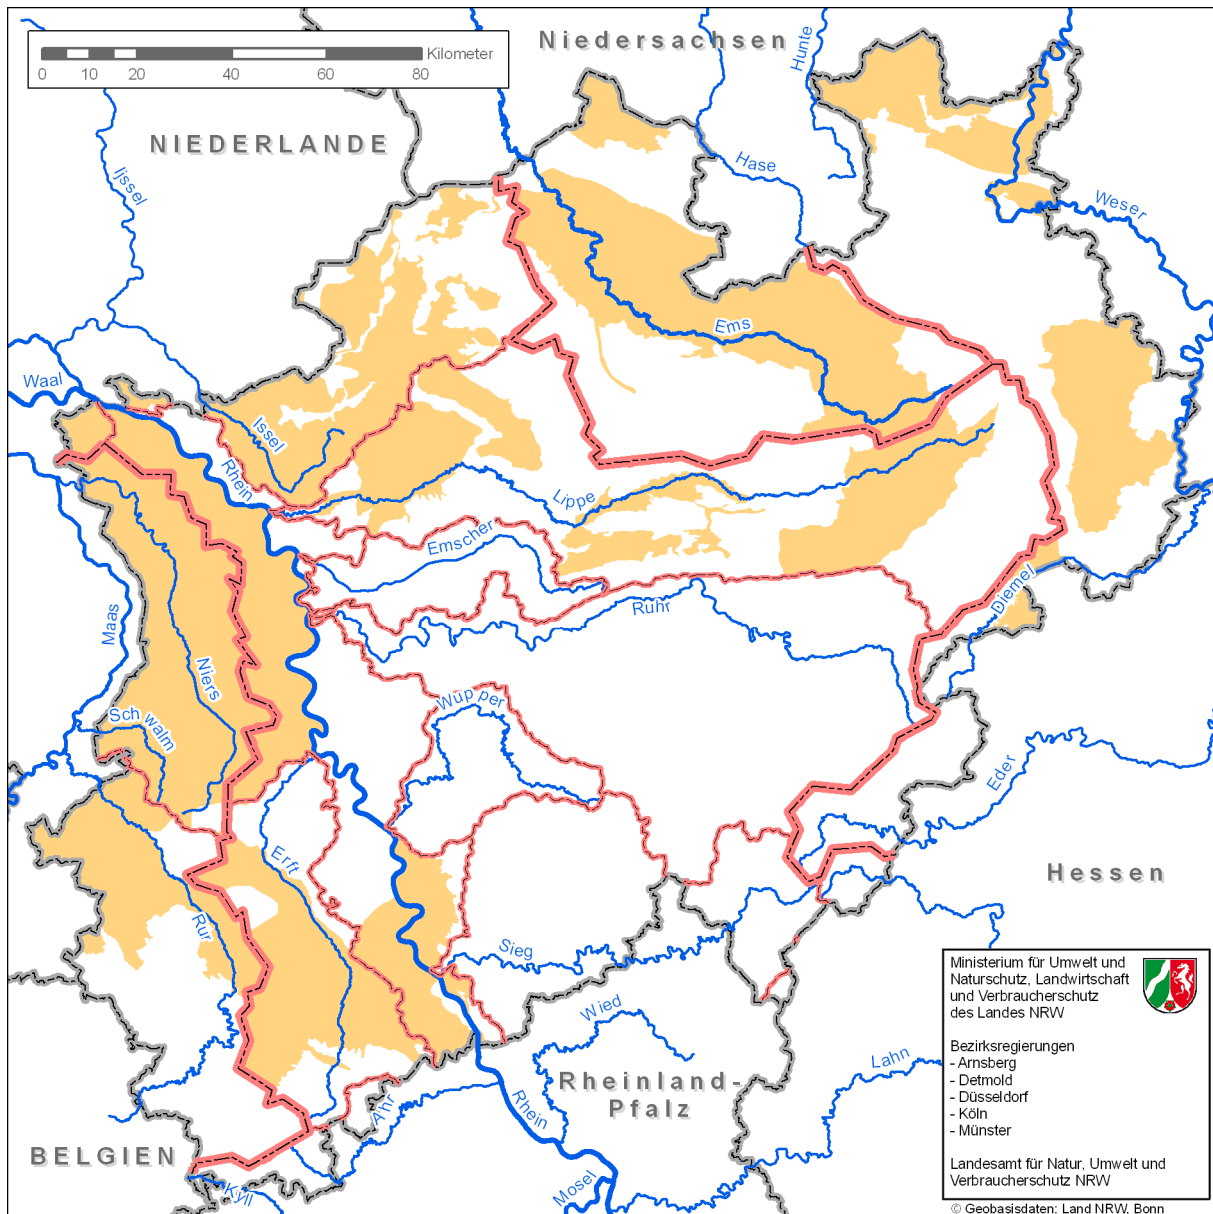 Niedersachsen
Kilometer
0 10 20 40 60 80
Hunte
NIEDERLANDE
Ijssel
Hase
Weser
Ems
Waal
Issel
Rhein
Lippe
Emscher
Ruhr
Diemel
Maas
Niers
Schwalm
Wupper
Eder
Erft
Hessen
Rur
Sieg
Wied
Lahn
Rheinland-
Pfalz
Rhein
Ahr
BELGIEN
Kyll
Mosel
Ministerium für Umwelt und
Naturschutz, Landwirtschaft
und Verbraucherschutz
des Landes NRW
Bezirksregierungen
- Arnsberg
- Detmold
- Düsseldorf
- Köln
- Münster
Landesamt für Natur, Umwelt und
Verbraucherschutz NRW
© Geobasisdaten: Land NRW, Bonn